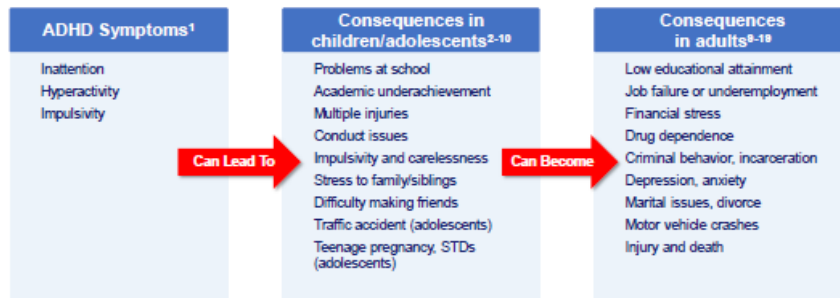 ADHD Symptoms¹
Inattention
Hyperactivity
Impulsivity
Can Lead To
Consequences in
children/adolescents²⁻¹⁰
Problems at school
Academic underachievement
Multiple injuries
Conduct issues
Impulsivity and carelessness
Stress to family/siblings
Difficulty making friends
Traffic accident (adolescents)
Teenage pregnancy, STDs
(adolescents)
Can Become
Consequences
in adults⁹⁻¹⁹
Low educational attainment
Job failure or underemployment
Financial stress
Drug dependence
Criminal behavior, incarceration
Depression, anxiety
Marital issues, divorce
Motor vehicle crashes
Injury and death